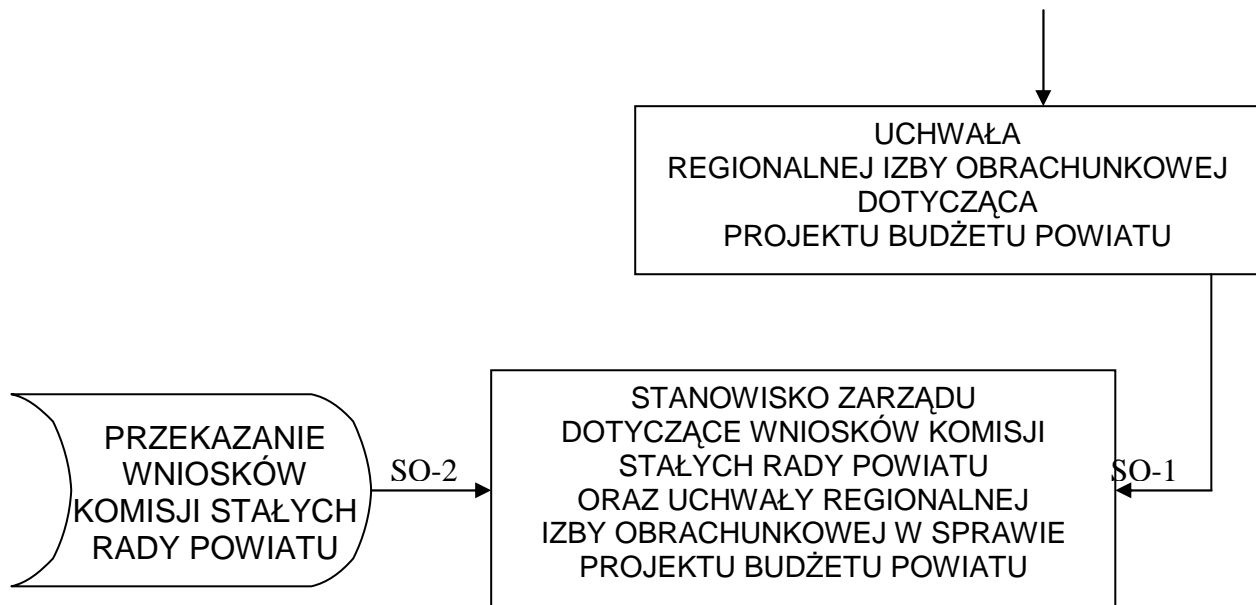 UCHWAŁA
REGIONALNEJ IZBY OBRACHUNKOWEJ
DOTYCZĄCA
PROJEKTU BUDŻETU POWIATU
PRZEKAZANIE
WNIOSKÓW
KOMISJI STAŁYCH
RADY POWIATU
SO-2
STANOWISKO ZARZĄDU
DOTYCZĄCE WNIOSKÓW KOMISJI
STAŁYCH RADY POWIATU
ORAZ UCHWAŁY REGIONALNEJ
IZBY OBRACHUNKOWEJ W SPRAWIE
PROJEKTU BUDŻETU POWIATU
SO-1